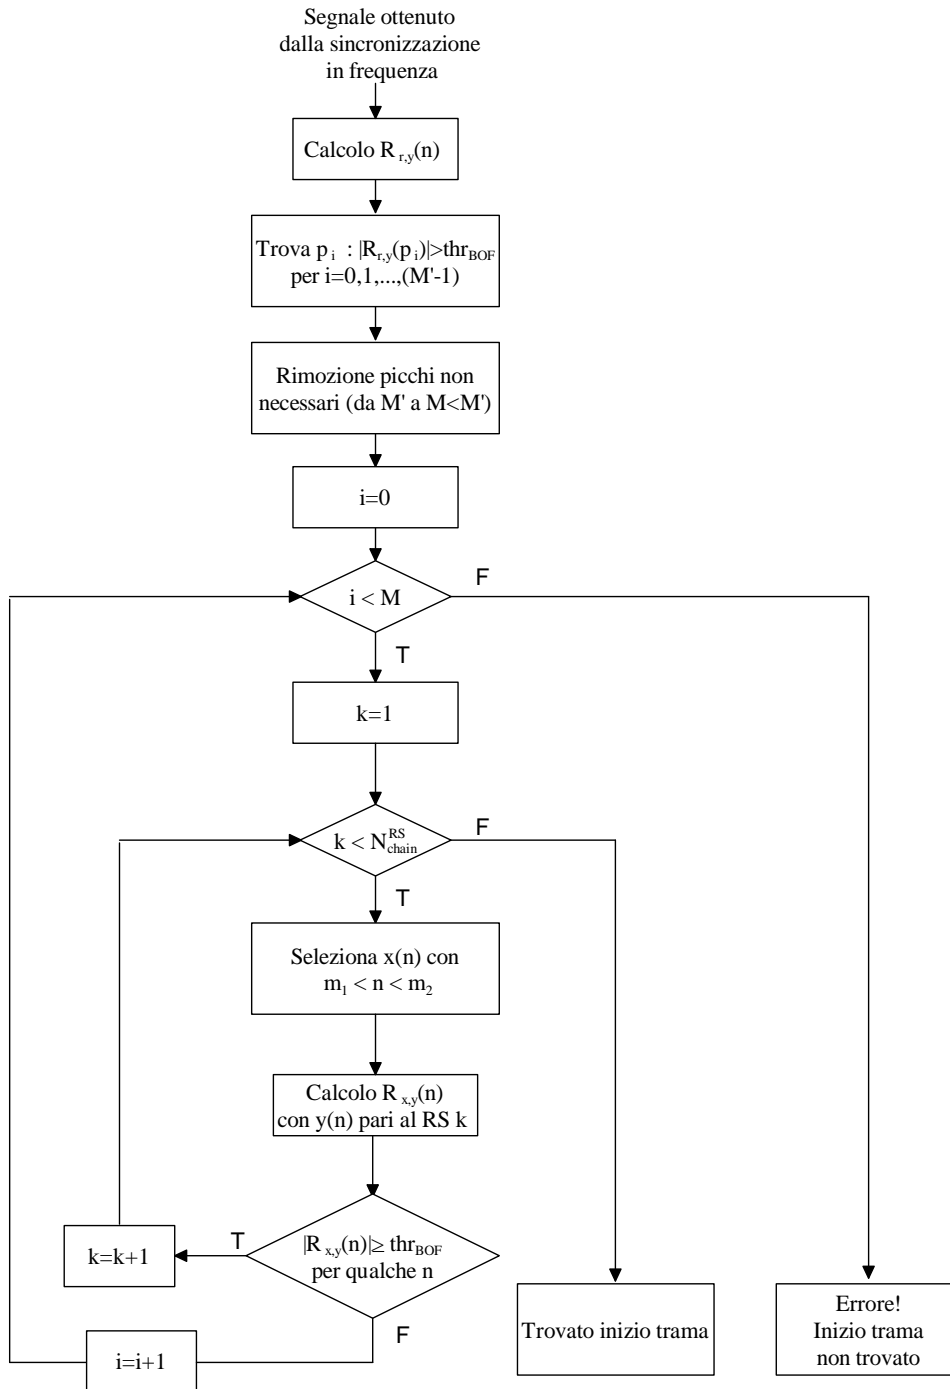 Segnale ottenuto
dalla sincronizzazione
in frequenza
Calcolo R r,y(n)
Trova p i : |R r,y(p i)|>thr BOF
per i=0,1,...,(M'-1)
Rimozione picchi non
necessari (da M' a M<M')
i=0
i < M
F
T
k=1
k < N RS chain
F
T
Seleziona x(n) con
m1 < n < m2
Calcolo R x,y(n)
con y(n) pari al RS k
|R x,y(n)|≥ thr BOF
per qualche n
T
k=k+1
F
i=i+1
Trovato inizio trama
Errore!
Inizio trama
non trovato